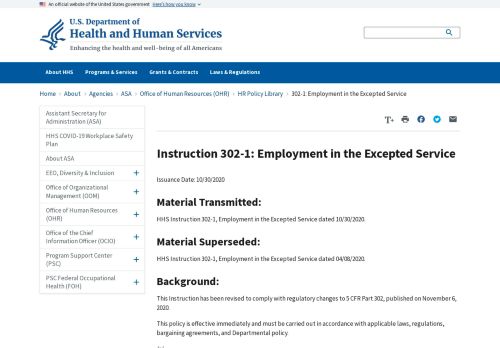 An official website of the United States government Here's how you know
U.S. Department of
Health and Human Services
Enhancing the health and well-being of all Americans
About HHS Programs & Services Grants & Contracts Laws & Regulations
Home › About › Agencies › ASA › Office of Human Resources (OHR) › HR Policy Library › 302-1: Employment in the Excepted Service
Assistant Secretary for
Administration (ASA)
HHS COVID-19 Workplace Safety
Plan
About ASA
EEO, Diversity & Inclusion +
Office of Organizational
Management (OOM) +
Office of Human Resources
(OHR) +
Office of the Chief
Information Officer (OCIO) +
Program Support Center
(PSC) +
PSC Federal Occupational
Health (FOH) +
T+
Instruction 302-1: Employment in the Excepted Service
Issuance Date: 10/30/2020
Material Transmitted:
HHS Instruction 302-1, Employment in the Excepted Service dated 10/30/2020.
Material Superseded:
HHS Instruction 302-1, Employment in the Excepted Service dated 04/08/2020.
Background:
This Instruction has been revised to comply with regulatory changes to 5 CFR Part 302, published on November 6,
2020.
This policy is effective immediately and must be carried out in accordance with applicable laws, regulations,
bargaining agreements, and Departmental policy.